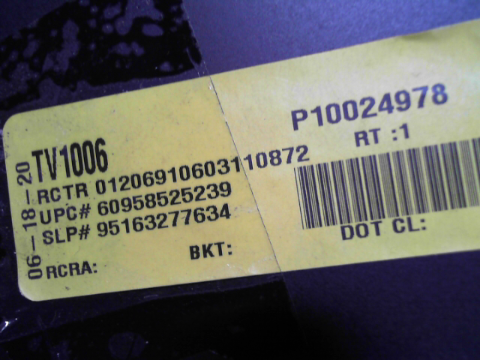 06-18-20
TV1006
RCTR 01206910603110872
UPC# 60958525239
SLP# 95163277634
RCRA:
BKT:
P10024978
RT :1
DOT CL: